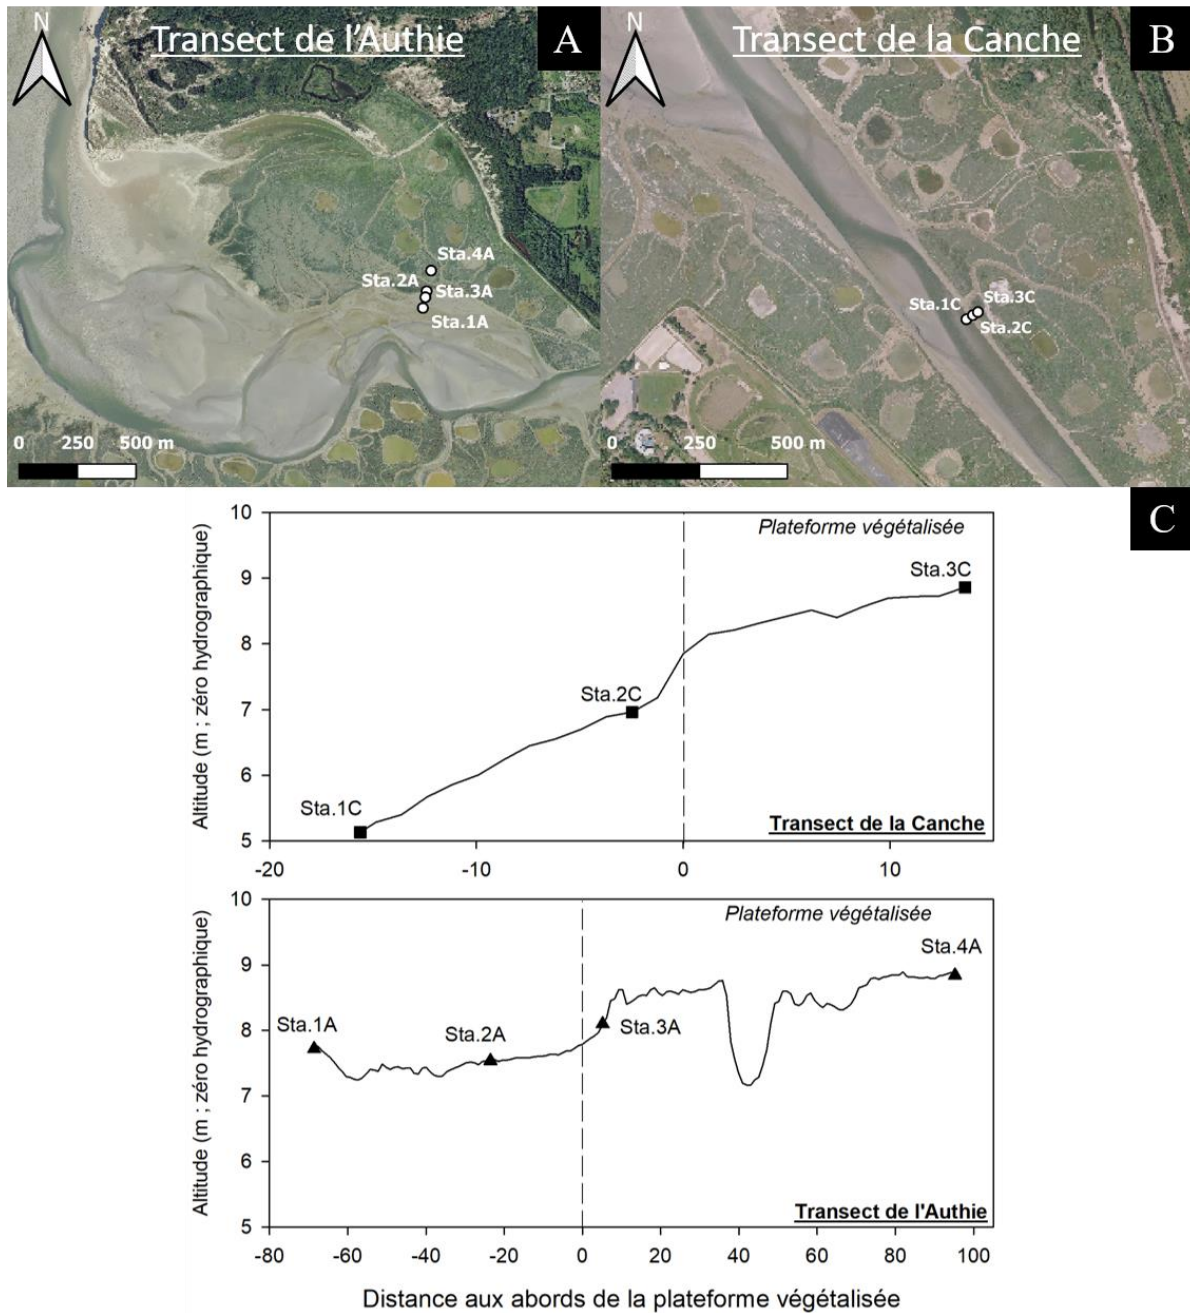 Transect de l'Authie
A
N
Sta.4A
Sta.2A
Sta.3A
Sta.1A
0 250 500 m
Transect de la Canche
B
N
Sta.1C
Sta.3C
Sta.2C
0 250 500 m
C
Altitude (m ; zéro hydrographique)
10
9
8
7
6
5
Plateforme végétalisée
Sta.3C
Sta.2C
Sta.1C
Transect de la Canche
-20 -10 0 10
Altitude (m ; zéro hydrographique)
10
9
8
7
6
5
Plateforme végétalisée
Sta.4A
Sta.1A
Sta.2A
Sta.3A
Transect de l'Authie
-80 -60 -40 -20 0 20 40 60 80 100
Distance aux abords de la plateforme végétalisée